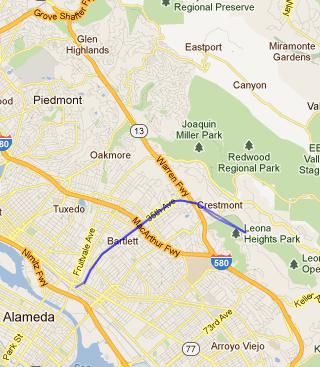 Regional Preserve
Grove Shafter Fwy
Glen
Highlands
Eastport
Miramonte
Gardens
Canyon
Piedmont
13
Joaquin
Miller Park
Oakmore
Warren Fwy
Redwood
Regional Park
Tuxedo
35th Ave
Crestmont
Fruitvale Ave
Bartlett
MacArthur Fwy
Leona
Heights Park
580
Nimitz Fwy
Alameda
Park St
73rd Ave
77
Arroyo Viejo